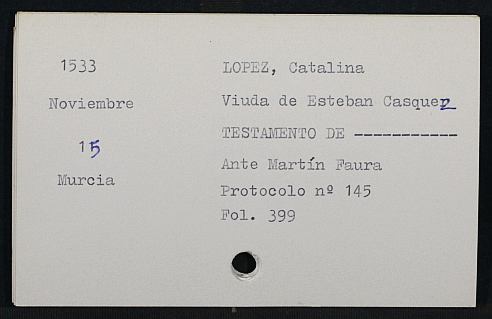 1533
LOPEZ, Catalina
Noviembre
Viuda de Esteban Casquez
15
TESTAMENTO DE -----------
Murcia
Ante Martín Faura
Protocolo nº 145
Fol. 399